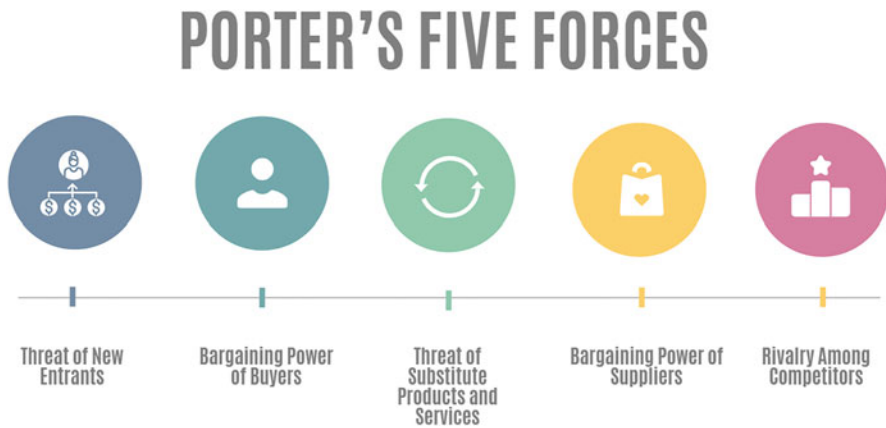 PORTER'S FIVE FORCES
$ $ $
Threat of New
Entrants
Bargaining Power
of Buyers
Threat of
Substitute
Products and
Services
Bargaining Power of
Suppliers
Rivalry Among
Competitors